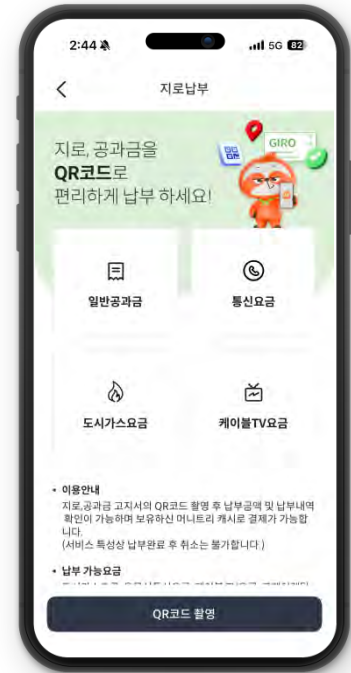 2:44
5G 82
지로납부
GIRO
지로, 공과금을
QR코드로
편리하게 납부 하세요!
일반공과금
통신요금
도시가스요금
케이블TV요금
• 이용안내
지로,공과금 고지서의 QR코드 촬영 후 납부금액 및 납부내역
확인이 가능하며 보유하신 머니트리 캐시로 결제가 가능합
니다.
(서비스 특성상 납부완료 후 취소는 불가합니다.)
• 납부 가능요금
QR코드 촬영